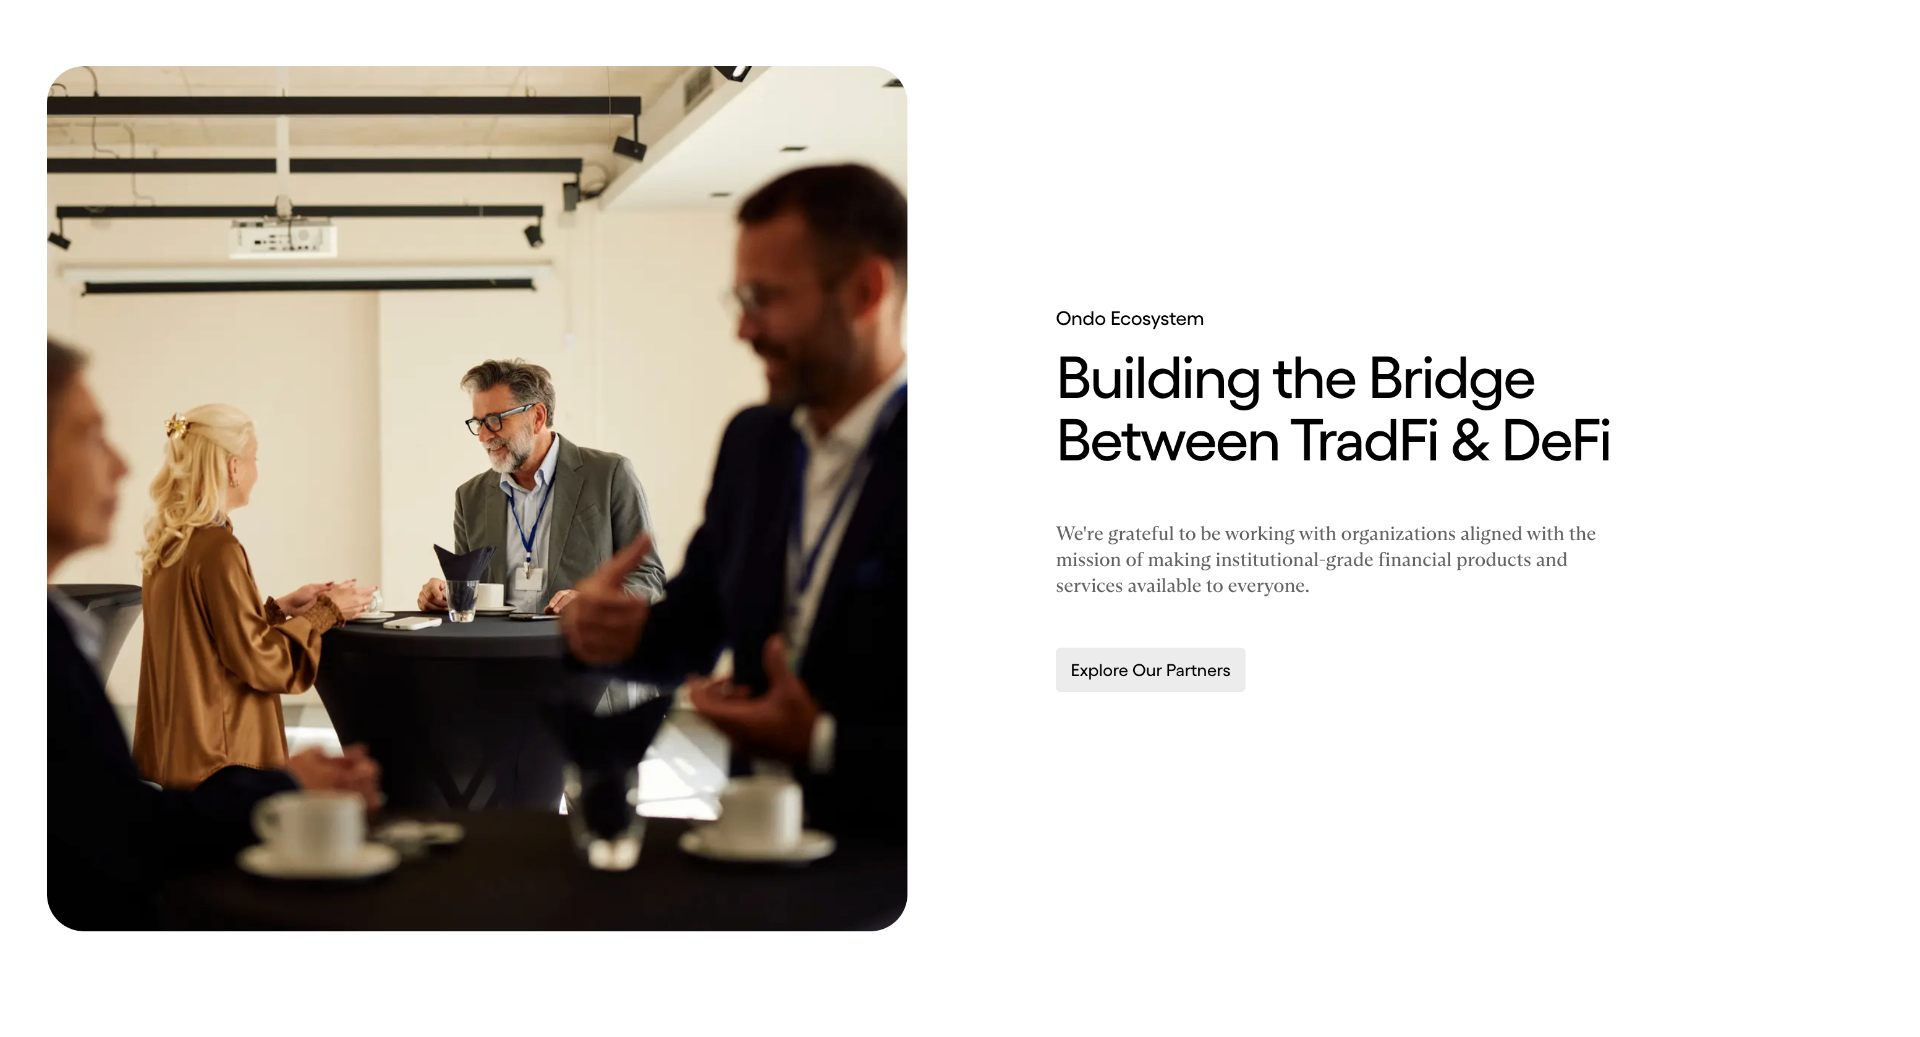 Ondo Ecosystem
Building the Bridge
Between TradFi & DeFi
We're grateful to be working with organizations aligned with the
mission of making institutional-grade financial products and
services available to everyone.
Explore Our Partners